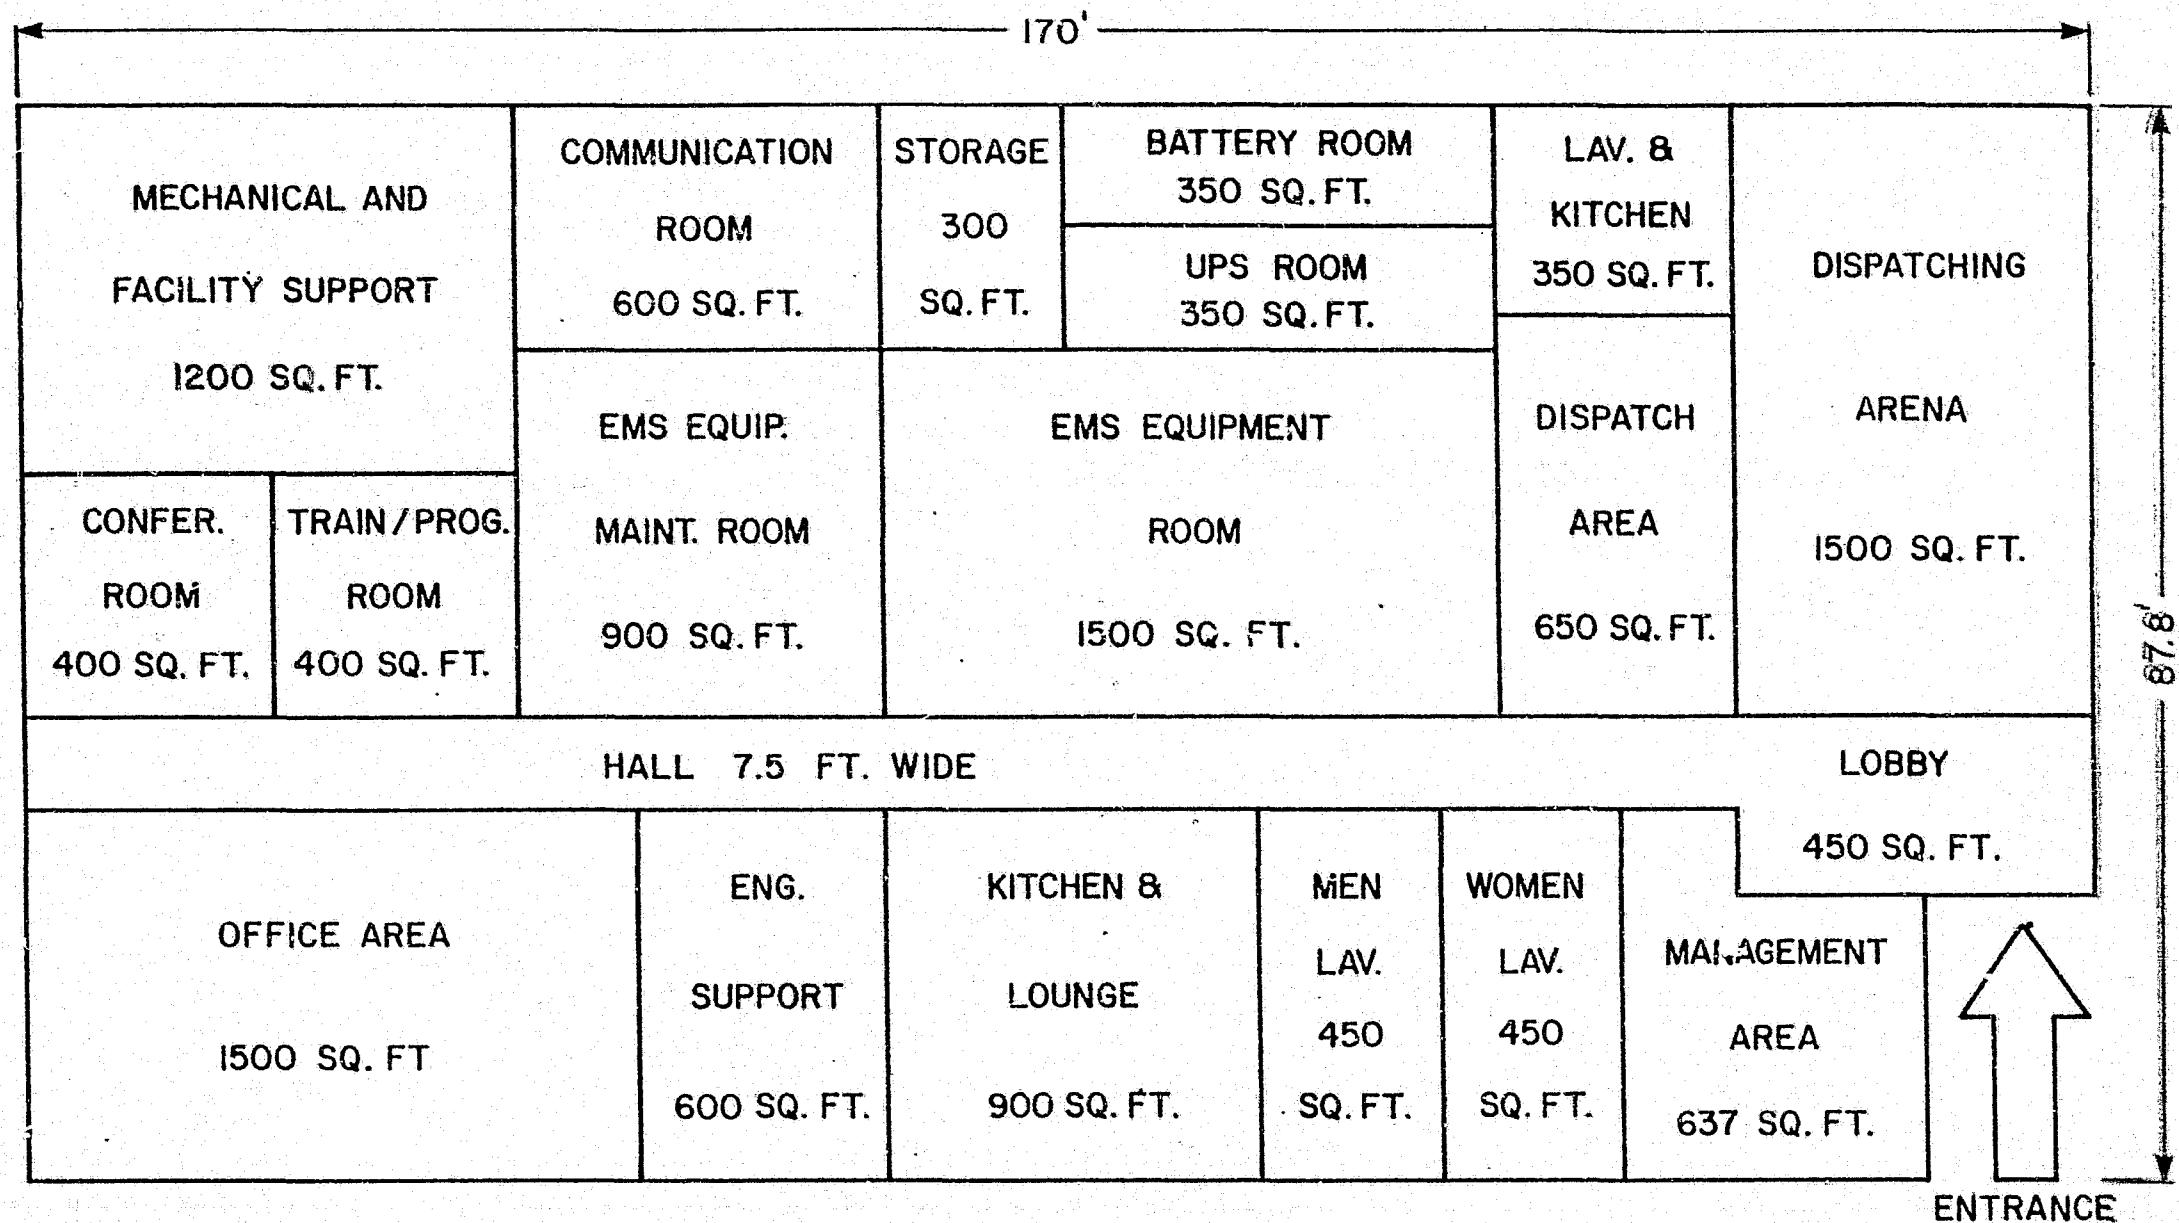 170'
MECHANICAL AND
FACILITY SUPPORT
1200 SQ. FT.
COMMUNICATION
ROOM
600 SQ. FT.
STORAGE
300
SQ. FT.
BATTERY ROOM
350 SQ. FT.
UPS ROOM
350 SQ. FT.
LAV. &
KITCHEN
350 SQ. FT.
DISPATCHING
ARENA
1500 SQ. FT.
CONFER.
ROOM
400 SQ. FT.
TRAIN/PROG.
ROOM
400 SQ. FT.
EMS EQUIP.
MAINT. ROOM
900 SQ. FT.
EMS EQUIPMENT
ROOM
1500 SQ. FT.
DISPATCH
AREA
650 SQ. FT.
87.8'
HALL 7.5 FT. WIDE
LOBBY
450 SQ. FT.
OFFICE AREA
1500 SQ. FT
ENG.
SUPPORT
600 SQ. FT.
KITCHEN &
LOUNGE
900 SQ. FT.
MEN
LAV.
450
SQ. FT.
WOMEN
LAV.
450
SQ. FT.
MANAGEMENT
AREA
637 SQ. FT.
ENTRANCE